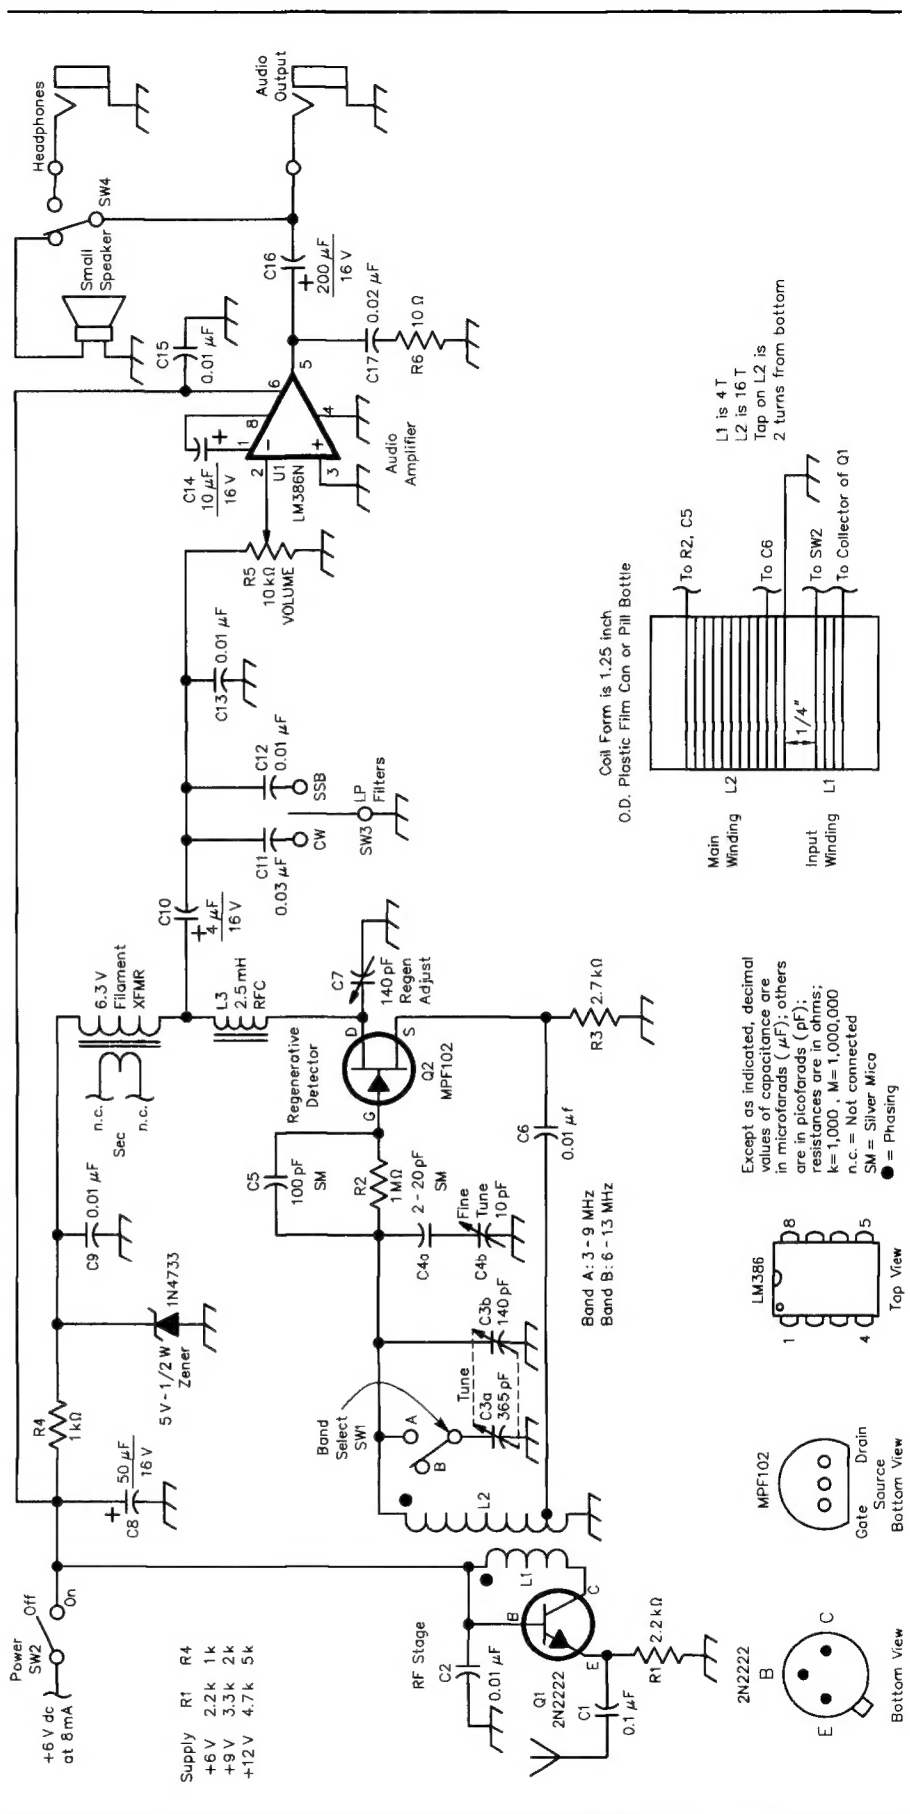 Power
SW2
Off
On
+6 V dc
at 8 mA
Supply R1 R4
+6 V 2.2 k 1 k
+9 V 3.3 k 2 k
+12 V 4.7 k 5 k
C8
50 μF
16 V
R4
1 kΩ
5 V-1/2 W
Zener
1N4733
C9
0.01 μF
n.c.
Sec
n.c.
6.3 V
Filament
XFMR
L3
2.5 mH
RFC
C10
4 μF
16 V
C11
0.03 μF
CW
C12
0.01 μF
SSB
SW3
LP
Filters
C13
0.01 μF
R5
10 kΩ
VOLUME
C14
10 μF
16 V
1
8
6
2
U1
3
4
5
LM386N
Audio
Amplifier
C15
0.01 μF
Small
Speaker
SW4
Headphones
C16
200 μF
16 V
C17
0.02 μF
R6
10 Ω
Audio
Output
RF Stage
C2
0.01 μF
Q1
2N2222
B
C
E
C1
0.1 μF
R1
2.2 kΩ
L1
L2
Band
Select
SW1
A
B
Tune
C3a
365 pF
C3b
140 pF
C4a
2 - 20 pF
SM
C4b
Fine
Tune
10 pF
C5
100 pF
SM
R2
1 MΩ
Regenerative
Detector
G
D
S
Q2
MPF102
C7
140 pF
Regen
Adjust
C6
0.01 μf
R3
2.7 kΩ
Band A: 3 - 9 MHz
Band B: 6 - 13 MHz
2N2222
B
E
C
Bottom View
MPF102
Gate
Source
Drain
Bottom View
LM386
1
8
4
5
Tap View
Except as indicated, decimal
values of capacitance are
in microfarads ( μF); others
are in picofarads ( pF);
resistances are in ohms;
k=1,000 , M=1,000,000
n.c. = Not connected
SM = Silver Mica
● = Phasing
Coil Form is 1.25 inch
O.D. Plastic Film Can or Pill Bottle
Main
Winding
L2
Input
Winding
L1
1/4"
To R2, C5
To C6
To SW2
To Collector of Q1
L1 is 4 T
L2 is 16 T
Tap on L2 is
2 turns from bottom